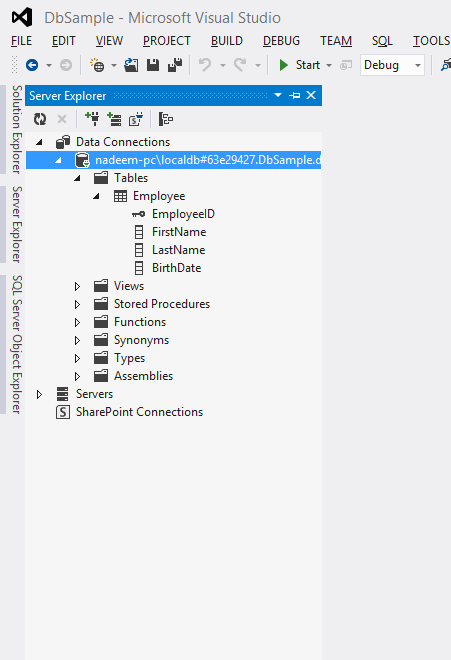 DbSample - Microsoft Visual Studio
FILE EDIT VIEW PROJECT BUILD DEBUG TEAM SQL TOOLS
Start Debug
Solution Explorer
Server Explorer
SQL Server Object Explorer
Server Explorer
Data Connections
nadeem-pc\localdb#63e29427.DbSample.d
Tables
Employee
EmployeeID
FirstName
LastName
BirthDate
Views
Stored Procedures
Functions
Synonyms
Types
Assemblies
Servers
SharePoint Connections